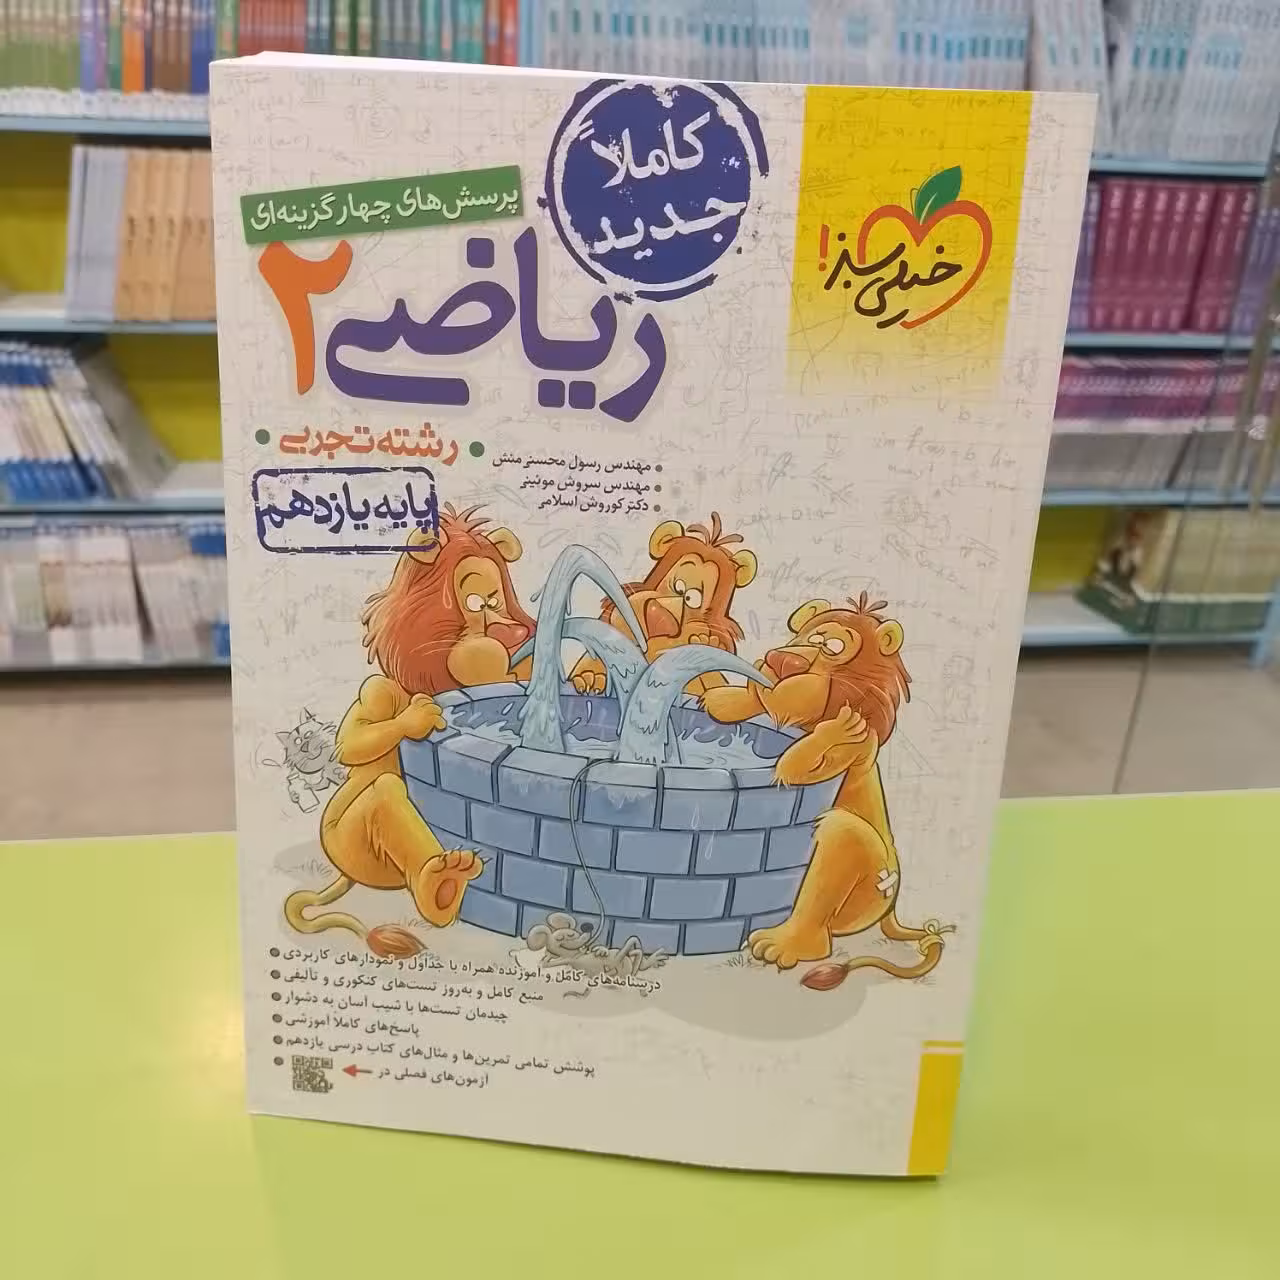 کاملاً
جدید
خیلی سبز!
پرسش‌های چهارگزینه‌ای
ریاضی ۲
• رشته تجربی •
پایه یازدهم
• مهندس رسول محسنی منش
• مهندس سروش موئینی
• دکتر کوروش اسلامی
• درسنامه‌های کامل و آموزنده همراه با جداول و نمودارهای کاربردی
• منبع کامل و به‌روز تست‌های کنکوری و تألیفی
• چیدمان تست‌ها با شیب آسان به دشوار
• پاسخ‌های کاملاً آموزشی
• پوشش تمامی تمرین‌ها و مثال‌های کتاب درسی یازدهم
• آزمون‌های فصلی در